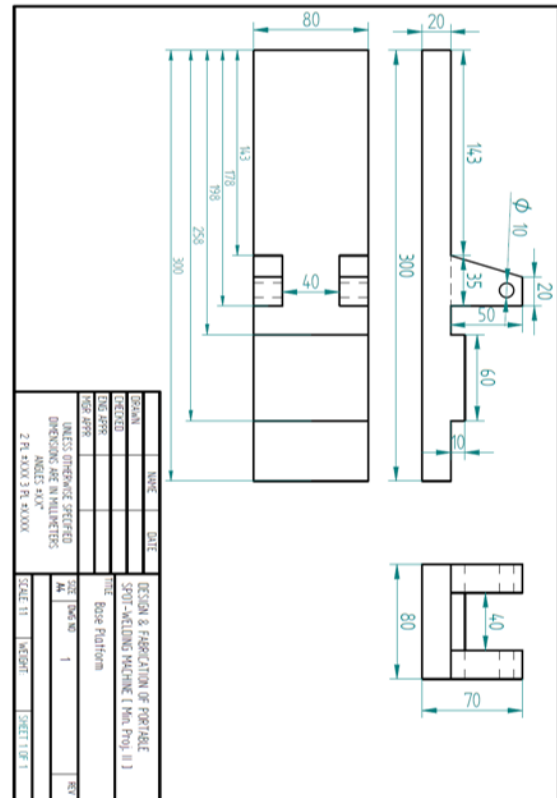 80
20
143
178
198
258
300
40
300
143
Ø 10
35
20
50
60
10
40
80
70
NAME
DATE
DRAWN
CHECKED
ENG APPR
MGR APPR
UNLESS OTHERWISE SPECIFIED
DIMENSIONS ARE IN MILLIMETERS
ANGLES ±X.X°
2 PL ±X.XX 3 PL ±X.XXX
DESIGN & FABRICATION OF PORTABLE
SPOT-WELDING MACHINE ( Min. Proj. II )
TITLE
Base Platform
SIZE
A4
DWG NO
1
REV
SCALE: 1:1
WEIGHT:
SHEET 1 OF 1